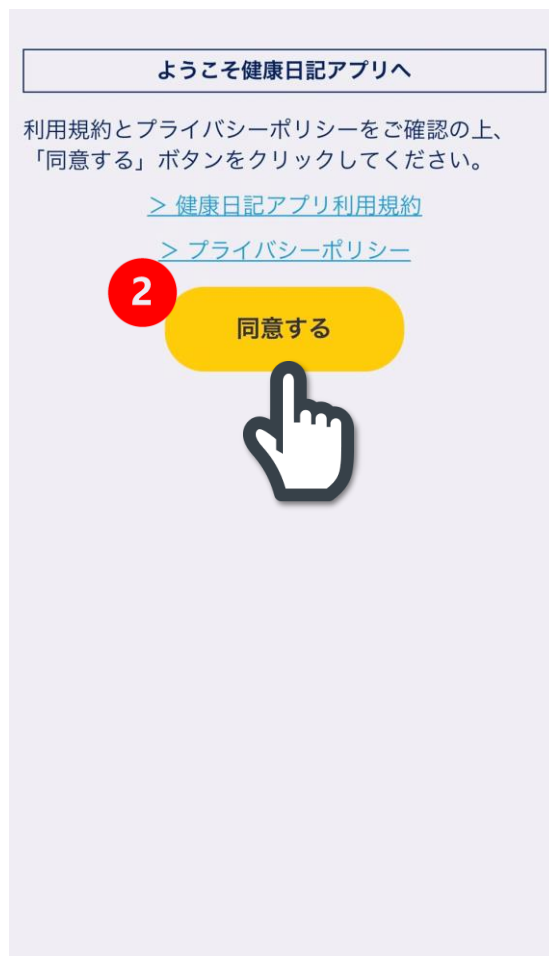 ようこそ健康日記アプリへ
利用規約とプライバシーポリシーをご確認の上、
「同意する」ボタンをクリックしてください。
＞ 健康日記アプリ利用規約
＞ プライバシーポリシー
2
同意する